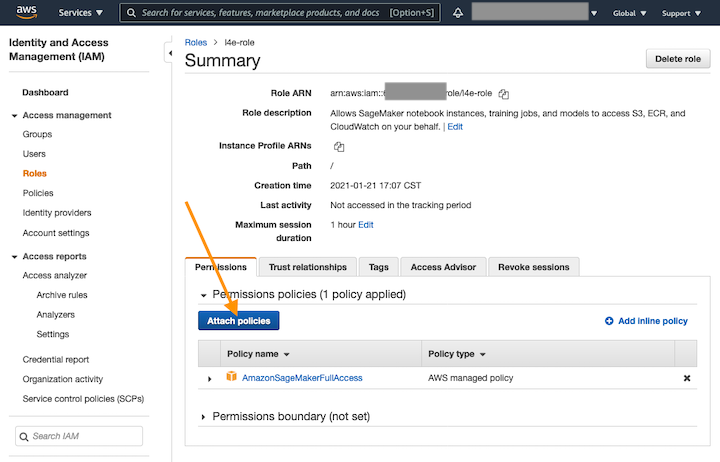 aws
Services
Search for services, features, marketplace products, and docs [Option+S]
Global
Support
Identity and Access
Management (IAM)
Dashboard
Access management
Groups
Users
Roles
Policies
Identity providers
Account settings
Access reports
Access analyzer
Archive rules
Analyzers
Settings
Credential report
Organization activity
Service control policies (SCPs)
Search IAM
Roles > l4e-role
Summary
Delete role
Role ARN arn:aws:iam:: role/l4e-role
Role description Allows SageMaker notebook instances, training jobs, and models to access S3, ECR, and
CloudWatch on your behalf. | Edit
Instance Profile ARNs
Path /
Creation time 2021-01-21 17:07 CST
Last activity Not accessed in the tracking period
Maximum session
duration
1 hour Edit
Permissions
Trust relationships
Tags
Access Advisor
Revoke sessions
Permissions policies (1 policy applied)
Attach policies
Add inline policy
Policy name
Policy type
AmazonSageMakerFullAccess
AWS managed policy
Permissions boundary (not set)